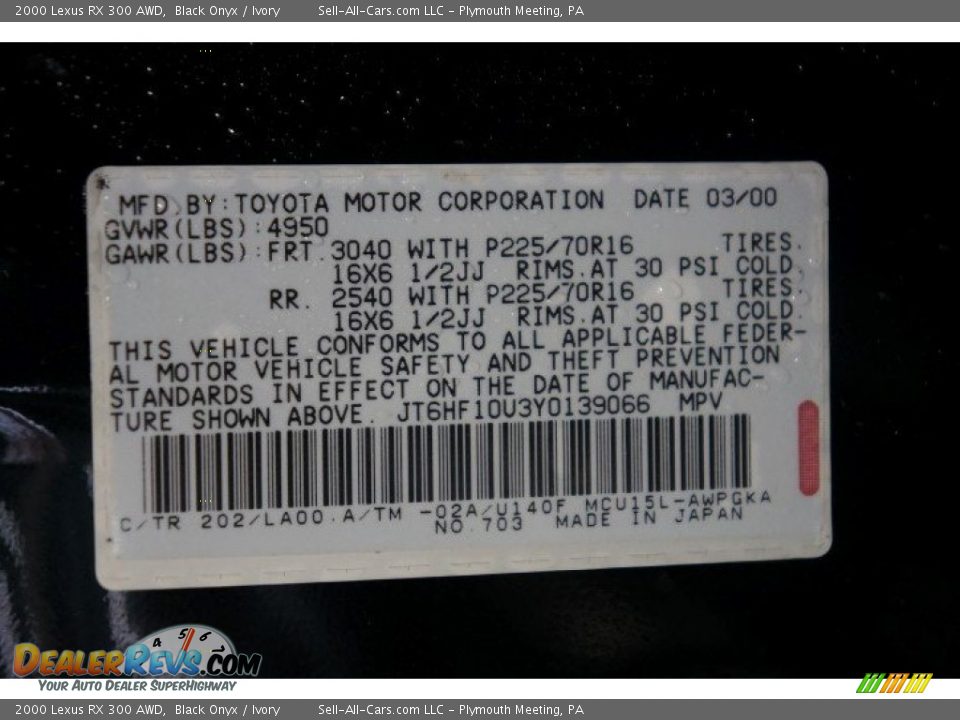 2000 Lexus RX 300 AWD, Black Onyx / Ivory Sell-All-Cars.com LLC - Plymouth Meeting, PA
MFD.BY:TOYOTA MOTOR CORPORATION DATE 03/00
GVWR(LBS):4950
GAWR(LBS):FRT.3040 WITH P225/70R16 TIRES.
16X6 1/2JJ RIMS.AT 30 PSI COLD.
RR. 2540 WITH P225/70R16 TIRES.
16X6 1/2JJ RIMS.AT 30 PSI COLD.
THIS VEHICLE CONFORMS TO ALL APPLICABLE FEDER-
AL MOTOR VEHICLE SAFETY AND THEFT PREVENTION
STANDARDS IN EFFECT ON THE DATE OF MANUFAC-
TURE SHOWN ABOVE. JT6HF10U3Y0139066 MPV
C/TR 202/LA00.A/TM -02A/U140F MCU15L-AWPGKA
NO.703 MADE IN JAPAN
4 5 6
DEALERREVS.COM
YOUR AUTO DEALER SUPERHIGHWAY
2000 Lexus RX 300 AWD, Black Onyx / Ivory Sell-All-Cars.com LLC - Plymouth Meeting, PA